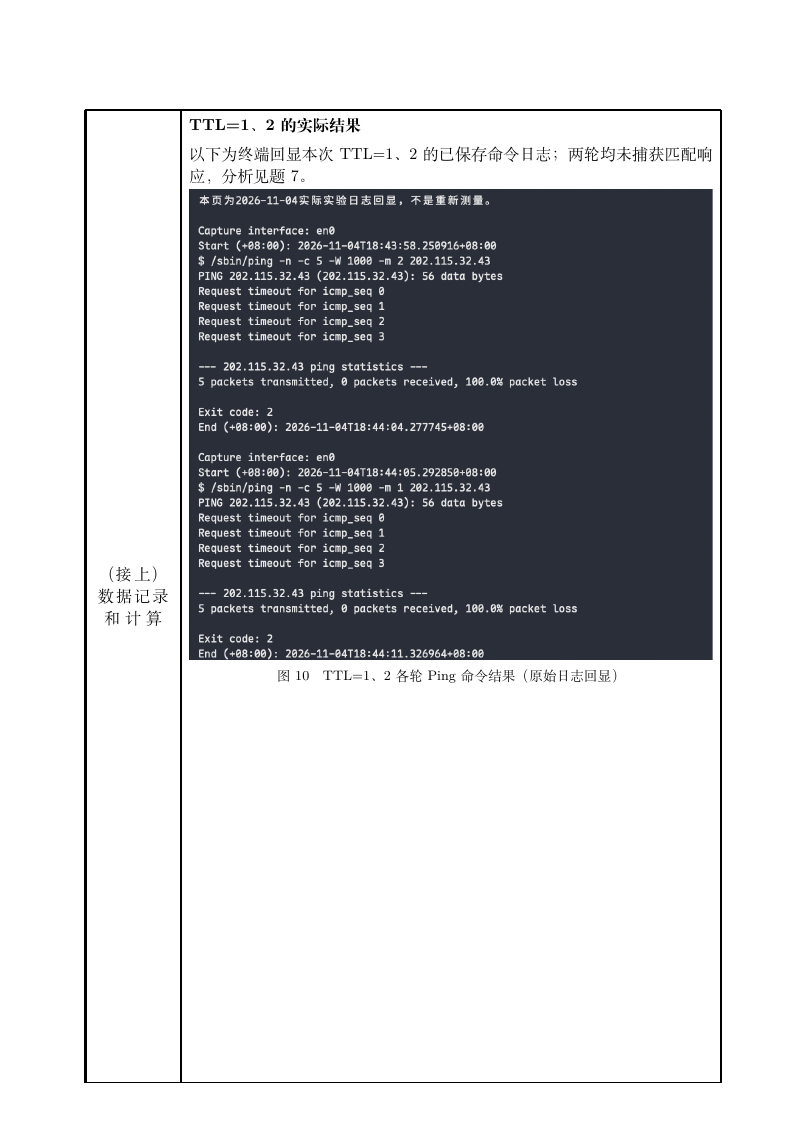 TTL=1、2 的实际结果
以下为终端回显本次 TTL=1、2 的已保存命令日志；两轮均未捕获匹配响
应，分析见题 7。
本页为2026-11-04实际实验日志回显，不是重新测量。
Capture interface: en0
Start (+08:00): 2026-11-04T18:43:58.250916+08:00
$ /sbin/ping -n -c 5 -W 1000 -m 2 202.115.32.43
PING 202.115.32.43 (202.115.32.43): 56 data bytes
Request timeout for icmp_seq 0
Request timeout for icmp_seq 1
Request timeout for icmp_seq 2
Request timeout for icmp_seq 3
--- 202.115.32.43 ping statistics ---
5 packets transmitted, 0 packets received, 100.0% packet loss
Exit code: 2
End (+08:00): 2026-11-04T18:44:04.277745+08:00
Capture interface: en0
Start (+08:00): 2026-11-04T18:44:05.292850+08:00
$ /sbin/ping -n -c 5 -W 1000 -m 1 202.115.32.43
PING 202.115.32.43 (202.115.32.43): 56 data bytes
Request timeout for icmp_seq 0
Request timeout for icmp_seq 1
Request timeout for icmp_seq 2
Request timeout for icmp_seq 3
--- 202.115.32.43 ping statistics ---
5 packets transmitted, 0 packets received, 100.0% packet loss
Exit code: 2
End (+08:00): 2026-11-04T18:44:11.326964+08:00
（接上）
数据记录
和计算
图 10 TTL=1、2 各轮 Ping 命令结果（原始日志回显）